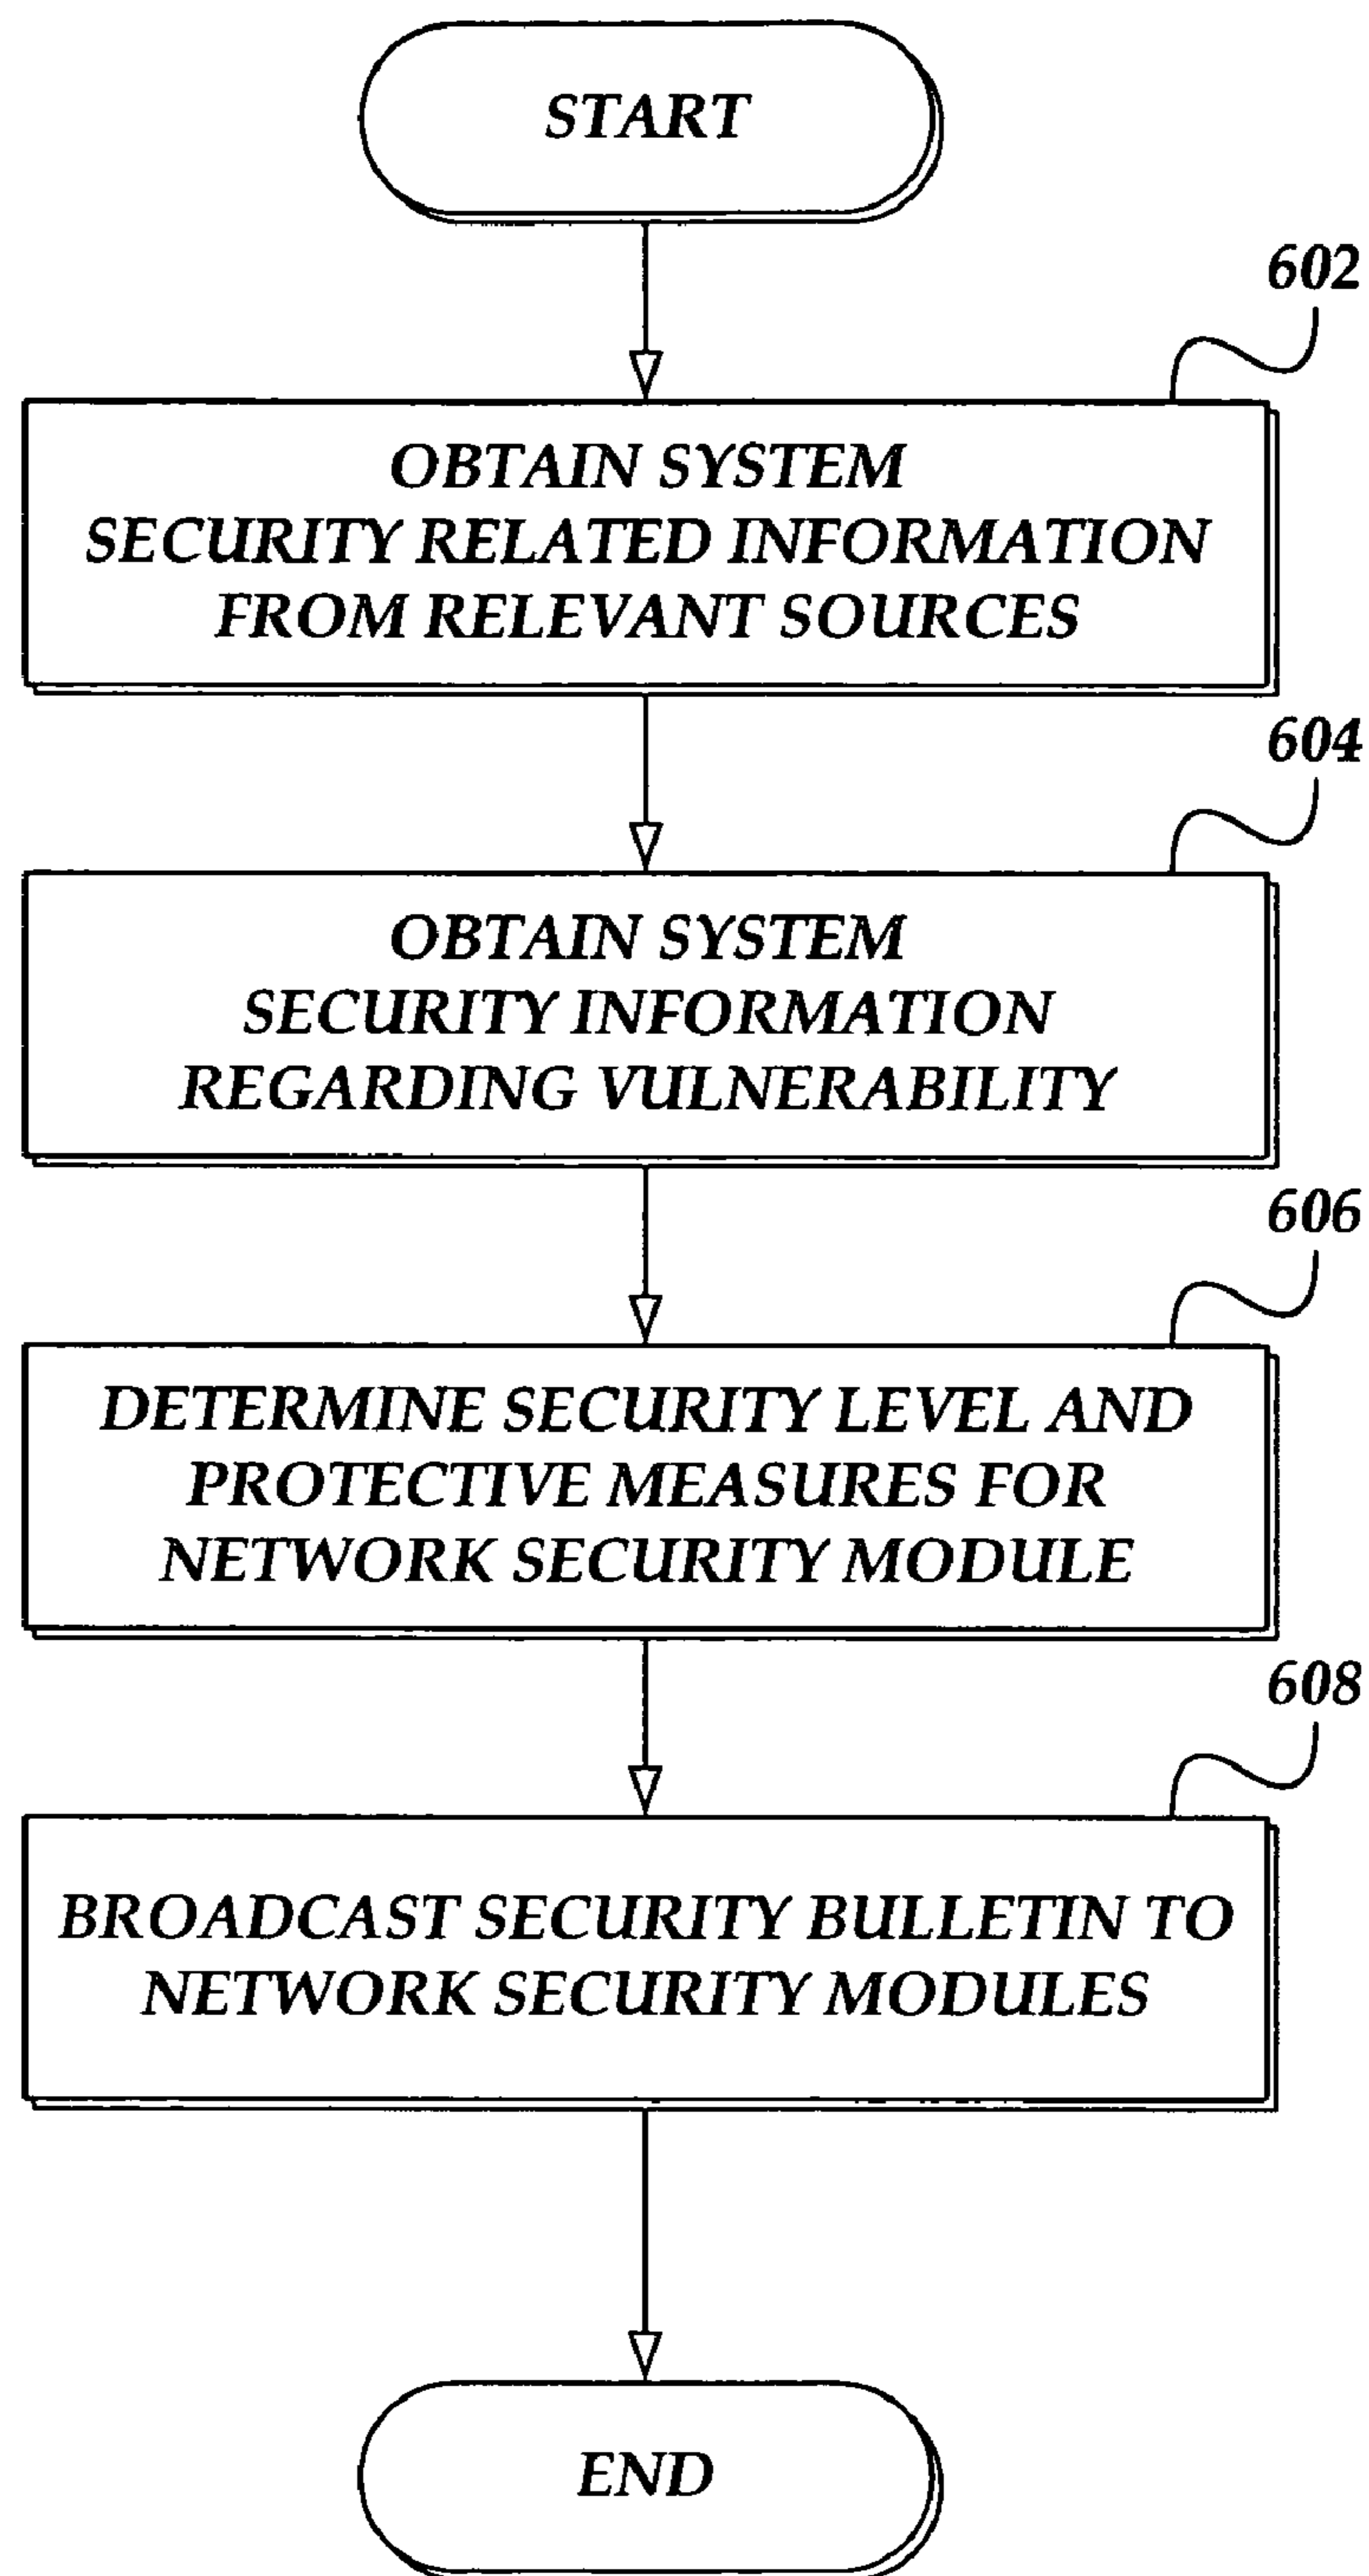 START
602
OBTAIN SYSTEM
SECURITY RELATED INFORMATION
FROM RELEVANT SOURCES
604
OBTAIN SYSTEM
SECURITY INFORMATION
REGARDING VULNERABILITY
606
DETERMINE SECURITY LEVEL AND
PROTECTIVE MEASURES FOR
NETWORK SECURITY MODULE
608
BROADCAST SECURITY BULLETIN TO
NETWORK SECURITY MODULES
END